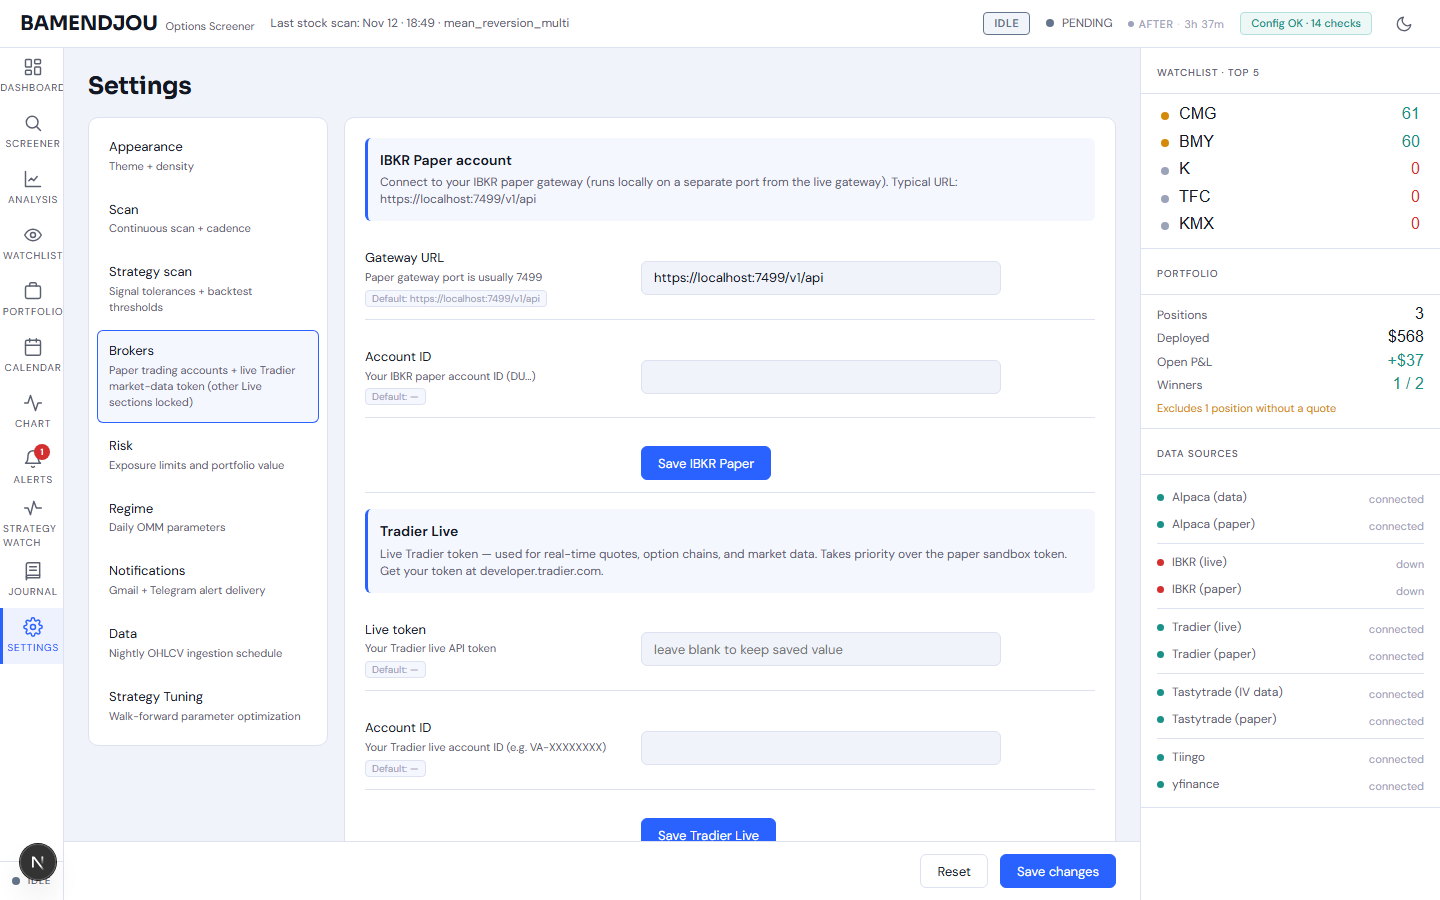 BAMENDJOU Options Screener Last stock scan: Nov 12 · 18:49 · mean_reversion_multi IDLE PENDING AFTER · 3h 37m Config OK · 14 checks
DASHBOARD
SCREENER
ANALYSIS
WATCHLIST
PORTFOLIO
CALENDAR
CHART
1
ALERTS
STRATEGY
WATCH
JOURNAL
SETTINGS
N
IDLE
Settings
Appearance
Theme + density
Scan
Continuous scan + cadence
Strategy scan
Signal tolerances + backtest
thresholds
Brokers
Paper trading accounts + live Tradier
market-data token (other Live
sections locked)
Risk
Exposure limits and portfolio value
Regime
Daily OMM parameters
Notifications
Gmail + Telegram alert delivery
Data
Nightly OHLCV ingestion schedule
Strategy Tuning
Walk-forward parameter optimization
IBKR Paper account
Connect to your IBKR paper gateway (runs locally on a separate port from the live gateway). Typical URL:
https://localhost:7499/v1/api
Gateway URL
Paper gateway port is usually 7499
Default: https://localhost:7499/v1/api
https://localhost:7499/v1/api
Account ID
Your IBKR paper account ID (DU…)
Default: —
Save IBKR Paper
Tradier Live
Live Tradier token — used for real-time quotes, option chains, and market data. Takes priority over the paper sandbox token.
Get your token at developer.tradier.com.
Live token
Your Tradier live API token
Default: —
leave blank to keep saved value
Account ID
Your Tradier live account ID (e.g. VA-XXXXXXXX)
Default: —
Save Tradier Live
Reset Save changes
WATCHLIST · TOP 5
CMG 61
BMY 60
K 0
TFC 0
KMX 0
PORTFOLIO
Positions 3
Deployed $568
Open P&L +$37
Winners 1 / 2
Excludes 1 position without a quote
DATA SOURCES
Alpaca (data) connected
Alpaca (paper) connected
IBKR (live) down
IBKR (paper) down
Tradier (live) connected
Tradier (paper) connected
Tastytrade (IV data) connected
Tastytrade (paper) connected
Tiingo connected
yfinance connected